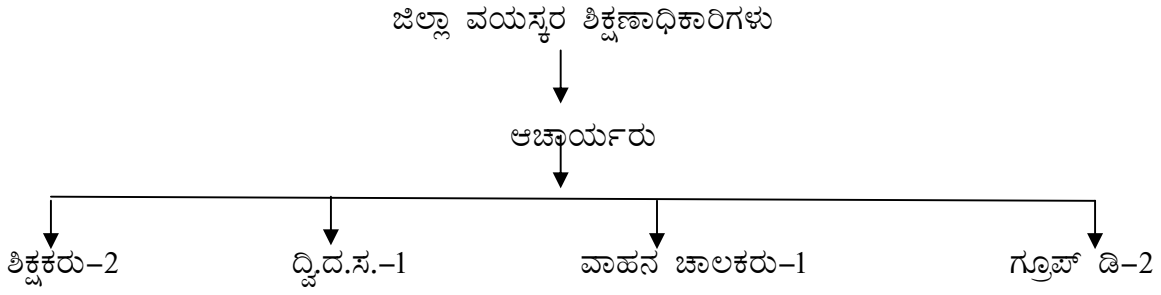 ಜಿಲ್ಲಾ ವಯಸ್ಕರ ಶಿಕ್ಷಣಾಧಿಕಾರಿಗಳು
ಆಚಾರ್ಯರು
ಶಿಕ್ಷಕರು–2 ದ್ವಿ.ದ.ಸ.–1 ವಾಹನ ಚಾಲಕರು–1 ಗ್ರೂಪ್ ಡಿ–2